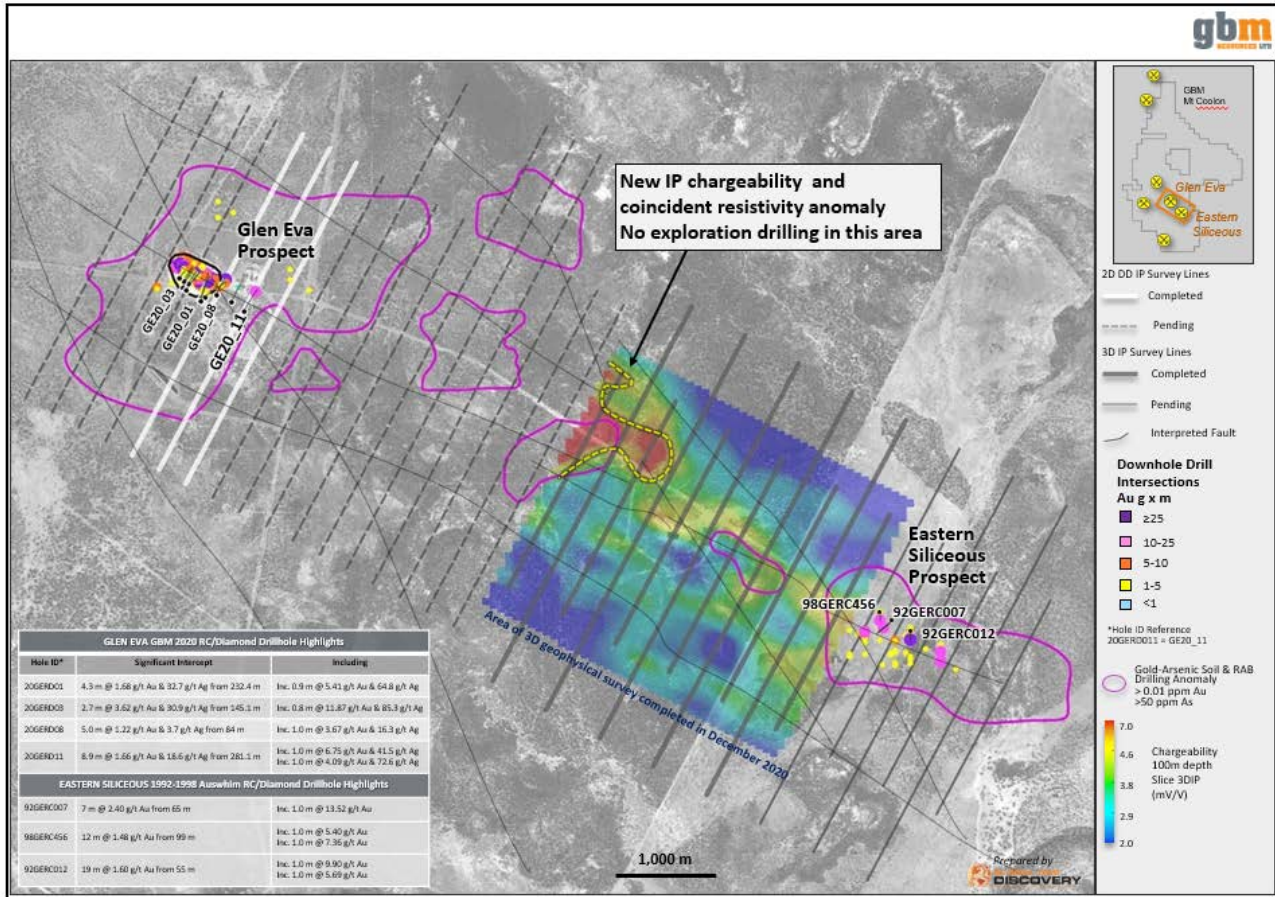 gbm
RESOURCES LTD
New IP chargeability and
coincident resistivity anomaly
No exploration drilling in this area
Glen Eva
Prospect
GE20_03
GE20_01
GE20_08
GE20_11
Eastern
Siliceous
Prospect
98GERC456
92GERC007
92GERC012
Area of 3D geophysical survey completed in December 2020
1,000 m
Prepared by
DISCOVERY
GLEN EVA GBM 2020 RC/Diamond Drillhole Highlights
Hole ID* Significant Intercept Including
20GERD01 4.3 m @ 1.68 g/t Au & 32.7 g/t Ag from 232.4 m Inc. 0.9 m @ 5.41 g/t Au & 64.8 g/t Ag
20GERD03 2.7 m @ 3.62 g/t Au & 30.9 g/t Ag from 145.1 m Inc. 0.8 m @ 11.87 g/t Au & 85.3 g/t Ag
20GERD08 5.0 m @ 1.22 g/t Au & 3.7 g/t Ag from 84 m Inc. 1.0 m @ 3.67 g/t Au & 16.3 g/t Ag
20GERD11 8.9 m @ 1.66 g/t Au & 18.6 g/t Ag from 281.1 m Inc. 1.0 m @ 6.75 g/t Au & 41.5 g/t Ag
Inc. 1.0 m @ 4.09 g/t Au & 72.6 g/t Ag
EASTERN SILICEOUS 1992-1998 Auswhim RC/Diamond Drillhole Highlights
92GERC007 7 m @ 2.40 g/t Au from 65 m Inc. 1.0 m @ 13.52 g/t Au
98GERC456 12 m @ 1.48 g/t Au from 99 m Inc. 1.0 m @ 5.40 g/t Au
Inc. 1.0 m @ 7.36 g/t Au
92GERC012 19 m @ 1.60 g/t Au from 55 m Inc. 1.0 m @ 9.90 g/t Au
Inc. 1.0 m @ 5.69 g/t Au
GBM
Mt Coolon
Glen Eva
Eastern
Siliceous
2D DD IP Survey Lines
Completed
Pending
3D IP Survey Lines
Completed
Pending
Interpreted Fault
Downhole Drill
Intersections
Au g x m
≥25
10-25
5-10
1-5
<1
*Hole ID Reference
20GERD011 = GE20_11
Gold-Arsenic Soil & RAB
Drilling Anomaly
> 0.01 ppm Au
>50 ppm As
7.0
4.6
3.8
2.9
2.0
Chargeability
100m depth
Slice 3DIP
(mV/V)